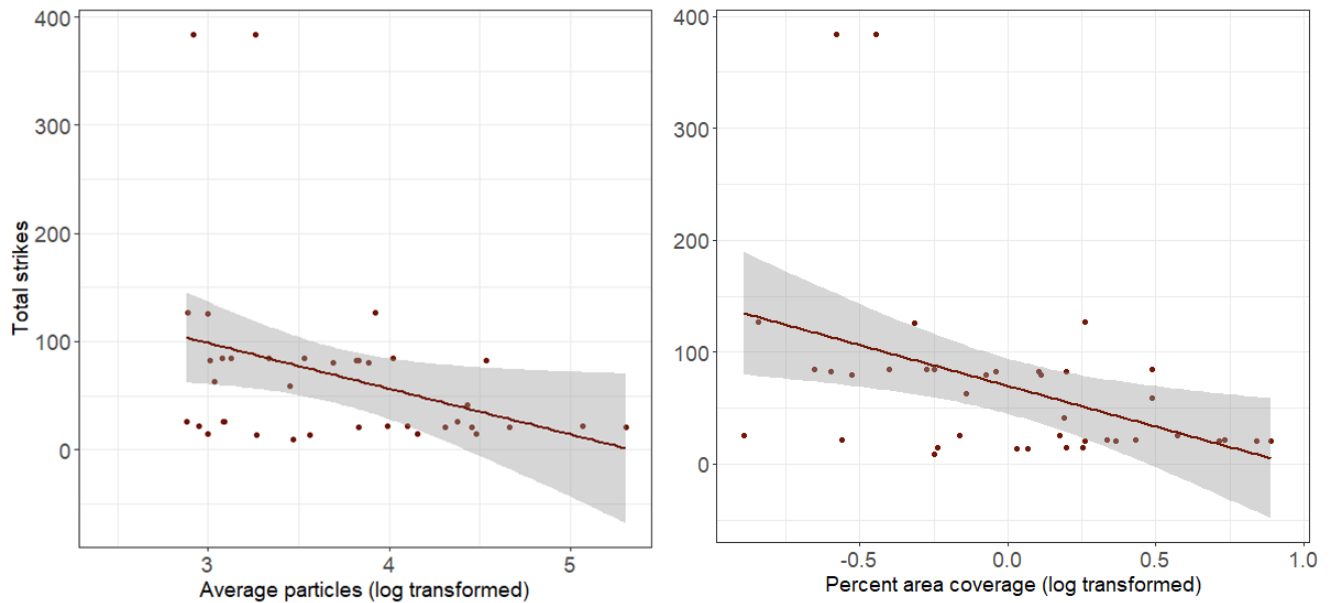 400
300
200
100
0
Total strikes
3 4 5
Average particles (log transformed)
400
300
200
100
0
-0.5 0.0 0.5 1.0
Percent area coverage (log transformed)